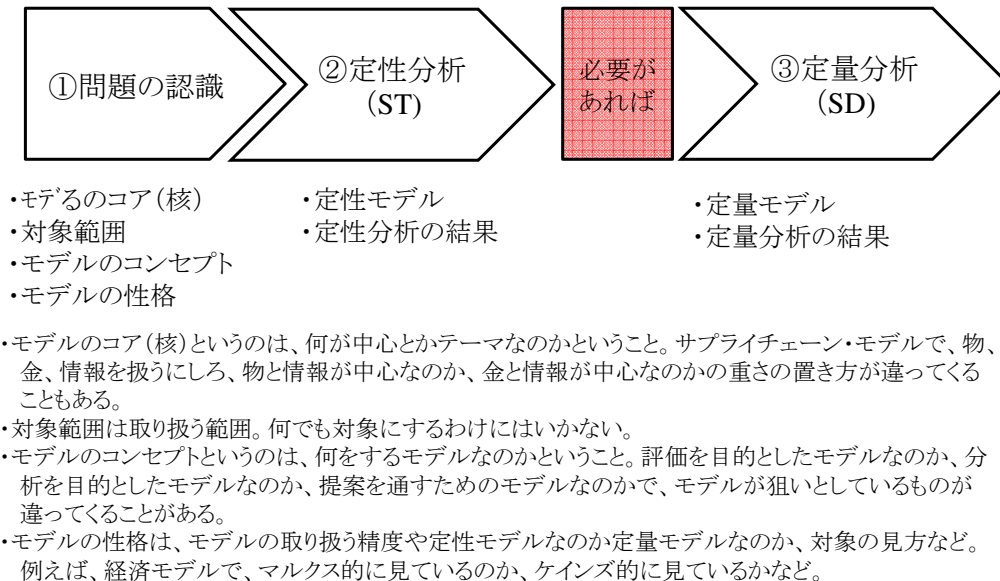 ①問題の認識
②定性分析
(ST)
必要が
あれば
③定量分析
(SD)
・モデるのコア(核)
・対象範囲
・モデルのコンセプト
・モデルの性格
・定性モデル
・定性分析の結果
・定量モデル
・定量分析の結果
・モデルのコア(核)というのは、何が中心とかテーマなのかということ。サプライチェーン・モデルで、物、
金、情報を扱うにしろ、物と情報が中心なのか、金と情報が中心なのかの重さの置き方が違ってくる
こともある。
・対象範囲は取り扱う範囲。何でも対象にするわけにはいかない。
・モデルのコンセプトというのは、何をするモデルなのかということ。評価を目的としたモデルなのか、分
析を目的としたモデルなのか、提案を通すためのモデルなのかで、モデルが狙いとしているものが
違ってくることがある。
・モデルの性格は、モデルの取り扱う精度や定性モデルなのか定量モデルなのか、対象の見方など。
例えば、経済モデルで、マルクス的に見ているのか、ケインズ的に見ているかなど。